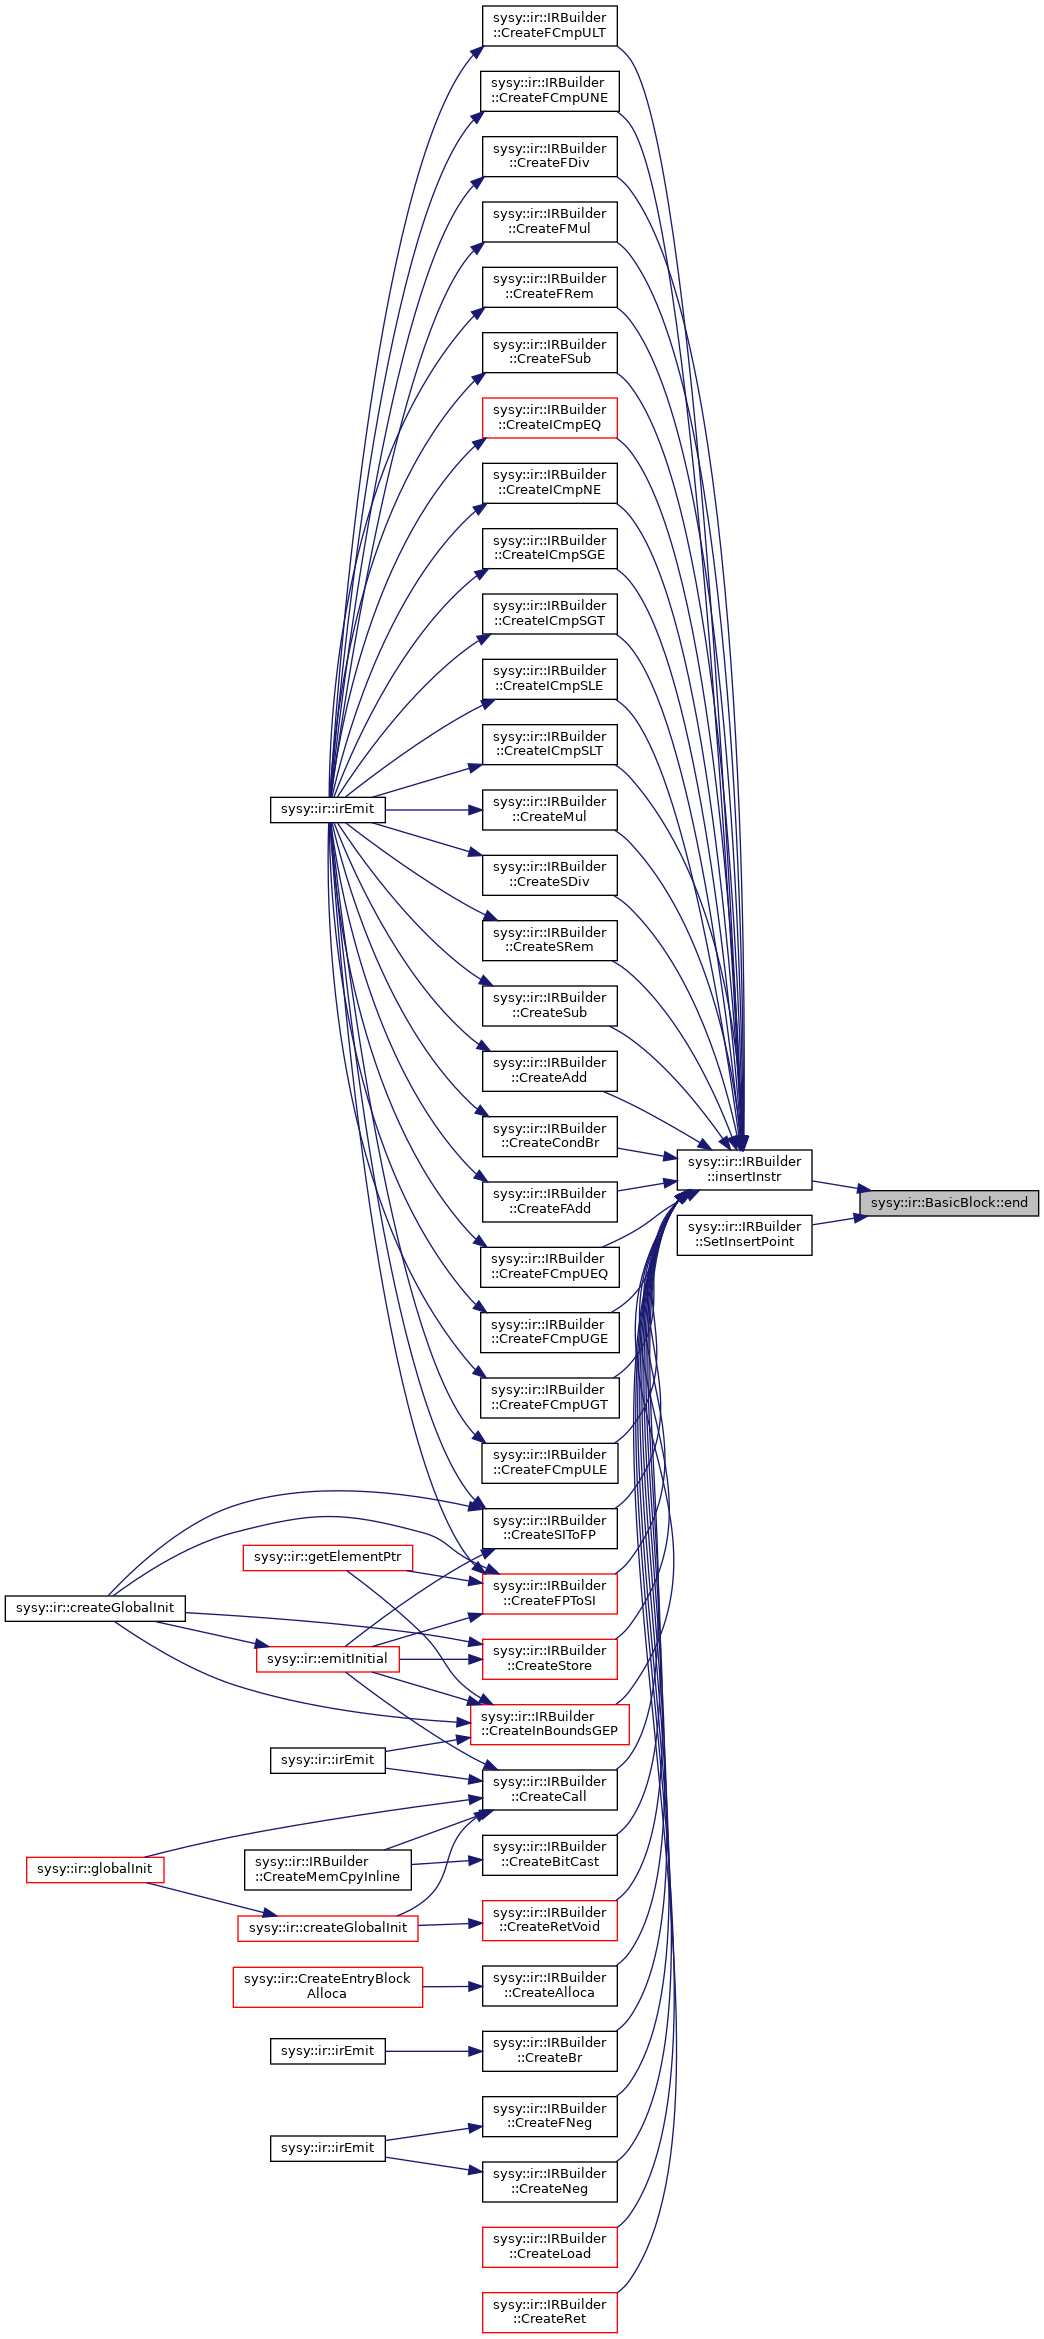 sysy::ir::IRBuilder
::CreateFCmpULT
sysy::ir::IRBuilder
::CreateFCmpUNE
sysy::ir::IRBuilder
::CreateFDiv
sysy::ir::IRBuilder
::CreateFMul
sysy::ir::IRBuilder
::CreateFRem
sysy::ir::IRBuilder
::CreateFSub
sysy::ir::IRBuilder
::CreateICmpEQ
sysy::ir::IRBuilder
::CreateICmpNE
sysy::ir::IRBuilder
::CreateICmpSGE
sysy::ir::IRBuilder
::CreateICmpSGT
sysy::ir::IRBuilder
::CreateICmpSLE
sysy::ir::IRBuilder
::CreateICmpSLT
sysy::ir::irEmit
sysy::ir::IRBuilder
::CreateMul
sysy::ir::IRBuilder
::CreateSDiv
sysy::ir::IRBuilder
::CreateSRem
sysy::ir::IRBuilder
::CreateSub
sysy::ir::IRBuilder
::CreateAdd
sysy::ir::IRBuilder
::CreateCondBr
sysy::ir::IRBuilder
::insertInstr
sysy::ir::BasicBlock::end
sysy::ir::IRBuilder
::CreateFAdd
sysy::ir::IRBuilder
::SetInsertPoint
sysy::ir::IRBuilder
::CreateFCmpUEQ
sysy::ir::IRBuilder
::CreateFCmpUGE
sysy::ir::IRBuilder
::CreateFCmpUGT
sysy::ir::IRBuilder
::CreateFCmpULE
sysy::ir::IRBuilder
::CreateSIToFP
sysy::ir::getElementPtr
sysy::ir::IRBuilder
::CreateFPToSI
sysy::ir::createGlobalInit
sysy::ir::emitInitial
sysy::ir::IRBuilder
::CreateStore
sysy::ir::IRBuilder
::CreateInBoundsGEP
sysy::ir::irEmit
sysy::ir::IRBuilder
::CreateCall
sysy::ir::globalInit
sysy::ir::IRBuilder
::CreateMemCpyInline
sysy::ir::IRBuilder
::CreateBitCast
sysy::ir::createGlobalInit
sysy::ir::IRBuilder
::CreateRetVoid
sysy::ir::CreateEntryBlock
Alloca
sysy::ir::IRBuilder
::CreateAlloca
sysy::ir::irEmit
sysy::ir::IRBuilder
::CreateBr
sysy::ir::irEmit
sysy::ir::IRBuilder
::CreateFNeg
sysy::ir::IRBuilder
::CreateNeg
sysy::ir::IRBuilder
::CreateLoad
sysy::ir::IRBuilder
::CreateRet